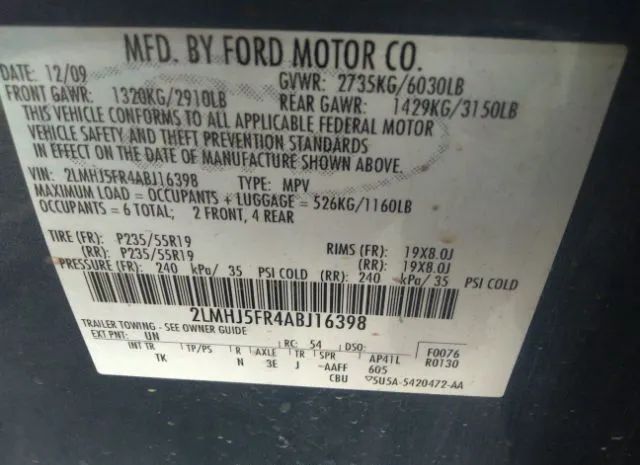 MFD. BY FORD MOTOR CO.
DATE: 12/09 GVWR: 2735KG/6030LB
FRONT GAWR: 1320KG/2910LB REAR GAWR: 1429KG/3150LB
THIS VEHICLE CONFORMS TO ALL APPLICABLE FEDERAL MOTOR
VEHICLE SAFETY AND THEFT PREVENTION STANDARDS
IN EFFECT ON THE DATE OF MANUFACTURE SHOWN ABOVE.
VIN: 2LMHJ5FR4ABJ16398 TYPE: MPV
MAXIMUM LOAD = OCCUPANTS + LUGGAGE = 526KG/1160LB
OCCUPANTS = 6 TOTAL; 2 FRONT, 4 REAR
TIRE (FR): P235/55R19 RIMS (FR): 19X8.0J
(RR): P235/55R19 (RR): 19X8.0J
PRESSURE (FR): 240 kPa/ 35 PSI COLD (RR): 240 kPa/ 35 PSI COLD
2LMHJ5FR4ABJ16398
TRAILER TOWING - SEE OWNER GUIDE
EXT PNT: UN RC: 54 DSO: F0076
INT TR TP/PS R AXLE TR SPR AP41L R0130
TK N 3E J -AAFF 605
CBU 5U5A-5420472-AA